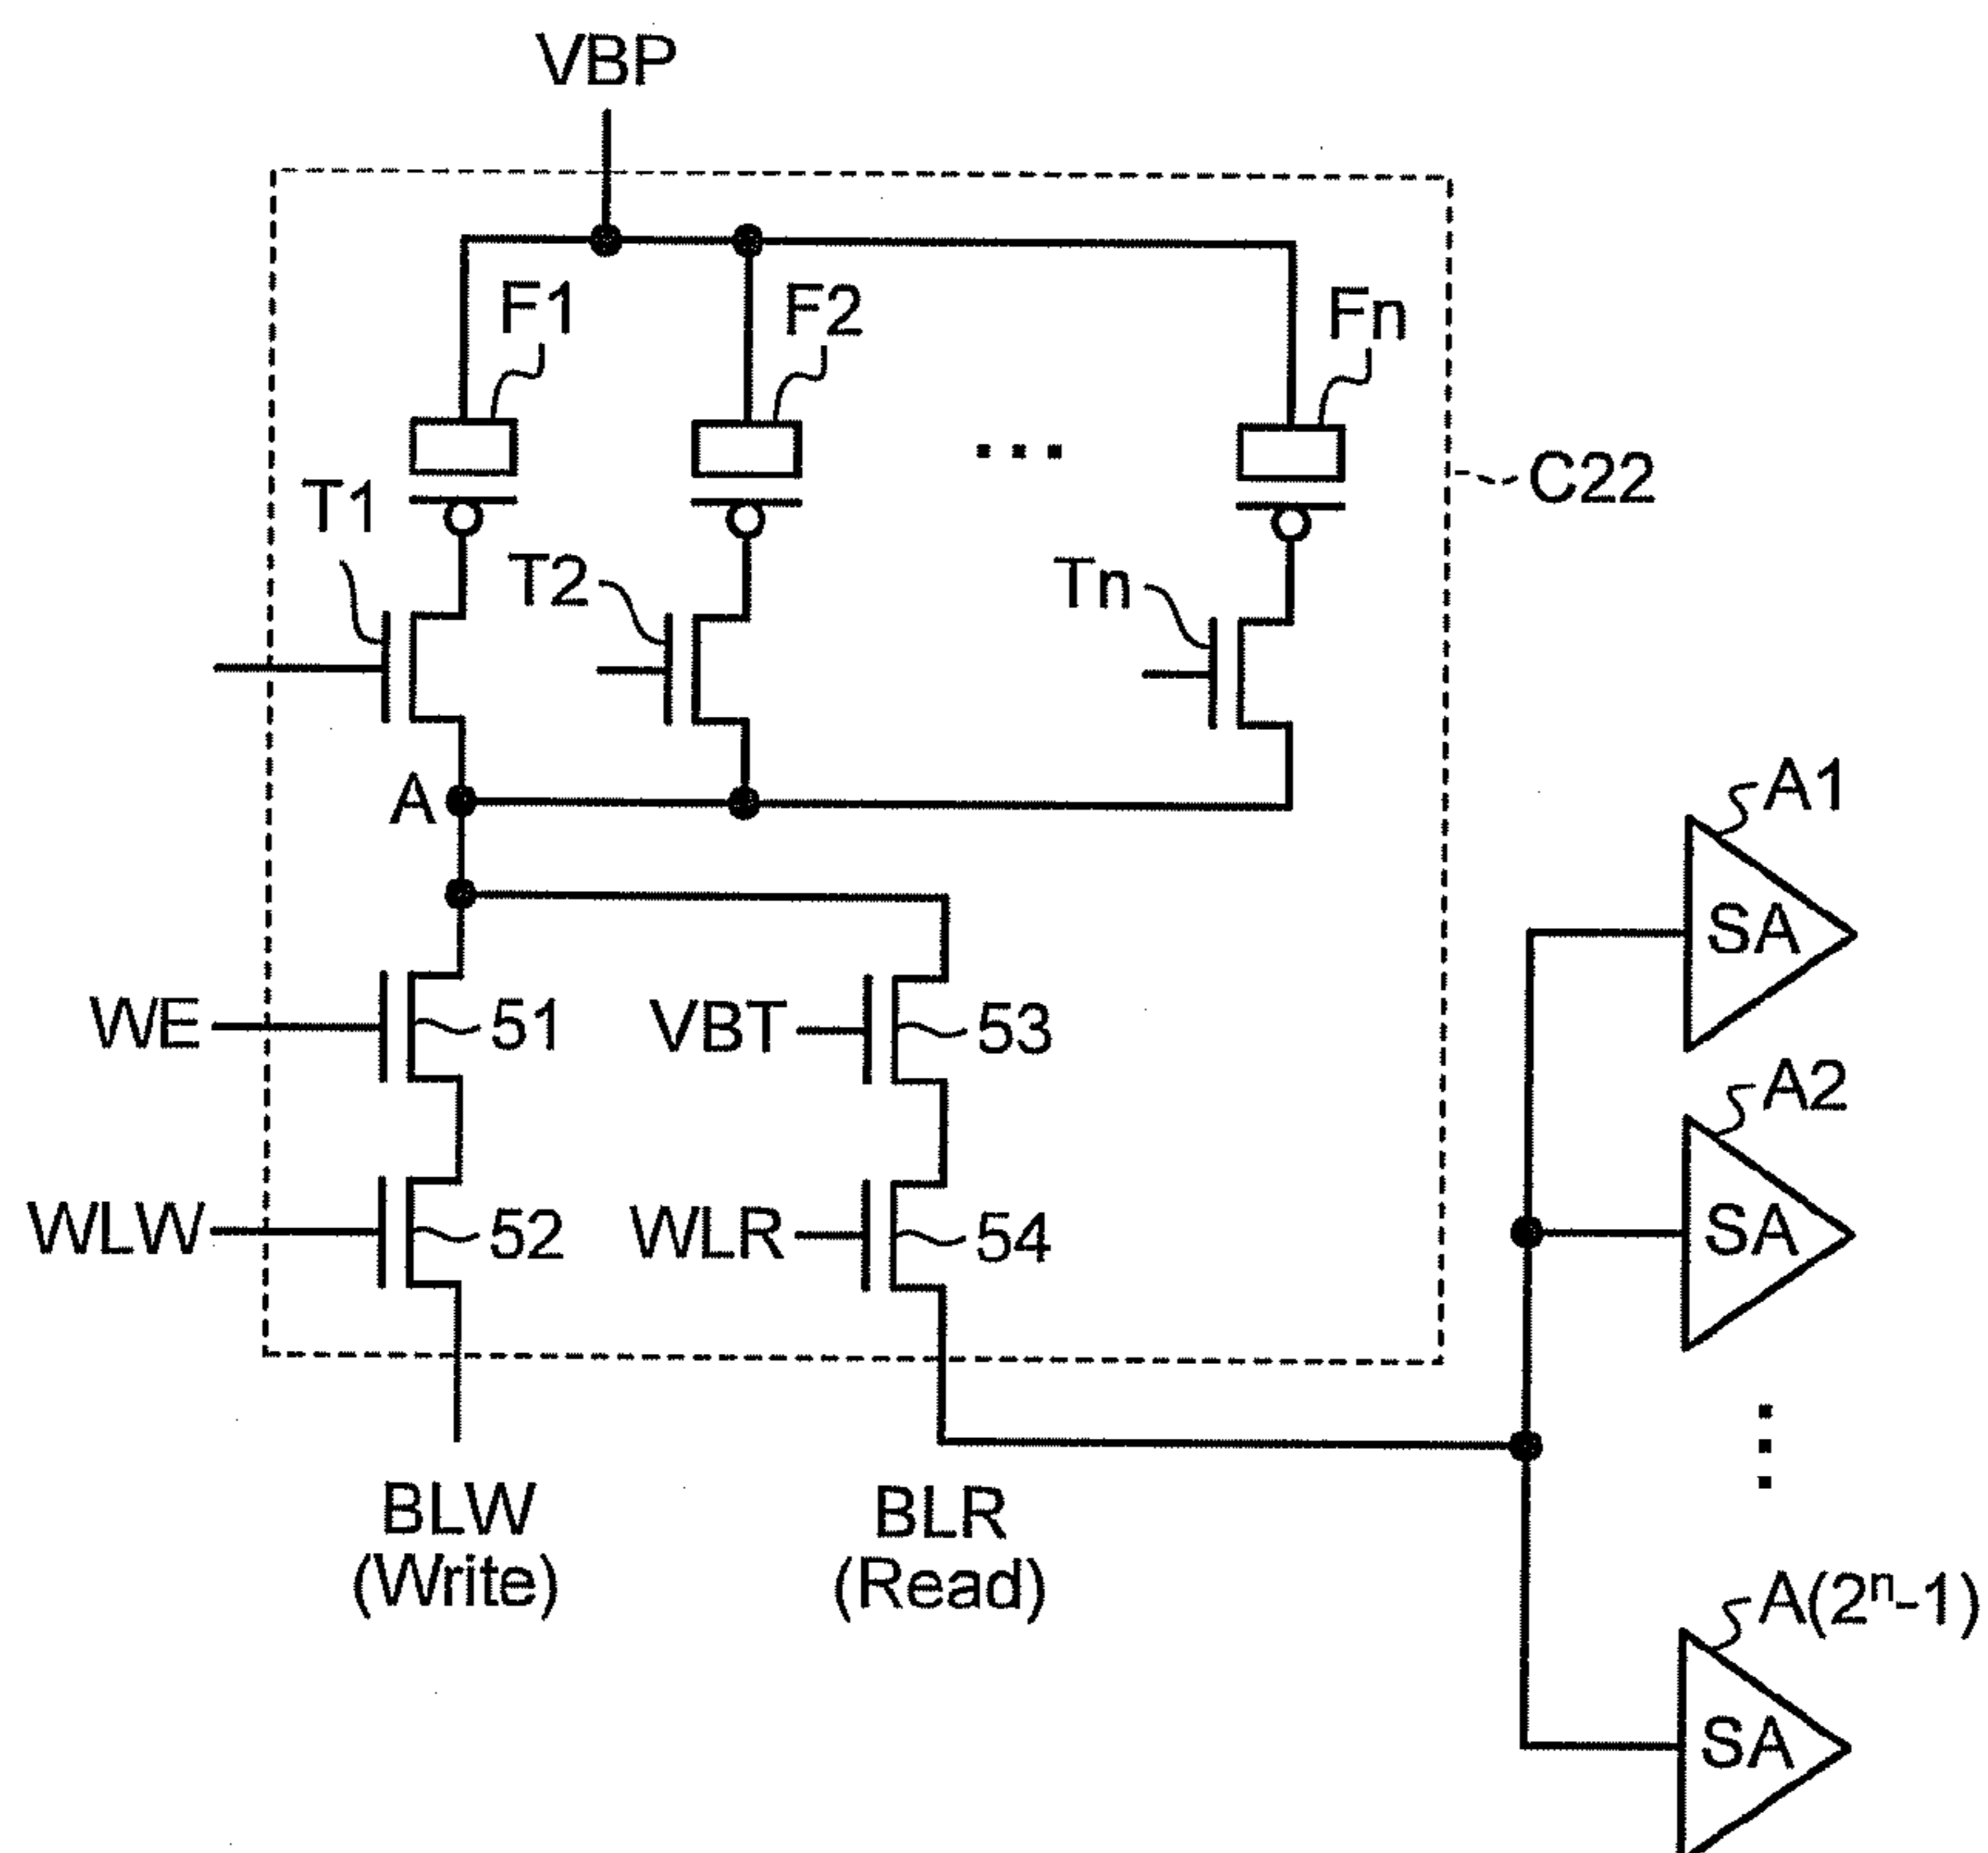 VBP
F1
F2
Fn
C22
T1
T2
Tn
A
A1
SA
WE
51
VBT
53
A2
SA
WLW
52
WLR
54
BLW
(Write)
BLR
(Read)
A(2ⁿ-1)
SA